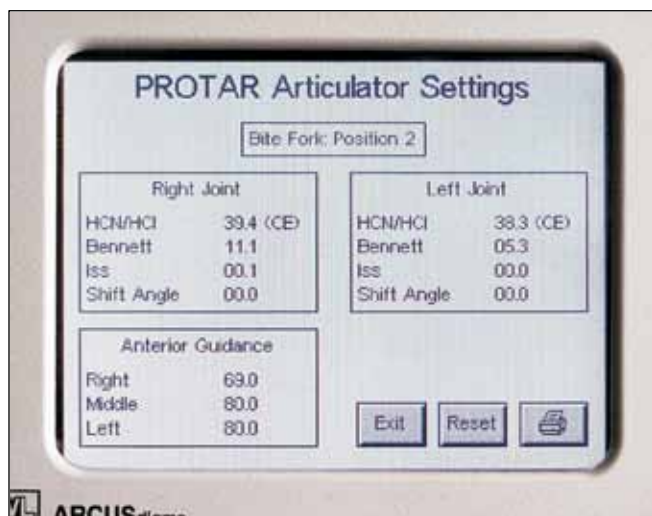 PROTAR Articulator Settings
Bite Fork: Position 2
Right Joint
HCN/HCI 39.4 (CE)
Bennett 11.1
Iss 00.1
Shift Angle 00.0
Left Joint
HCN/HCI 38.3 (CE)
Bennett 05.3
Iss 00.0
Shift Angle 00.0
Anterior Guidance
Right 69.0
Middle 80.0
Left 80.0
Exit Reset
ARCUS